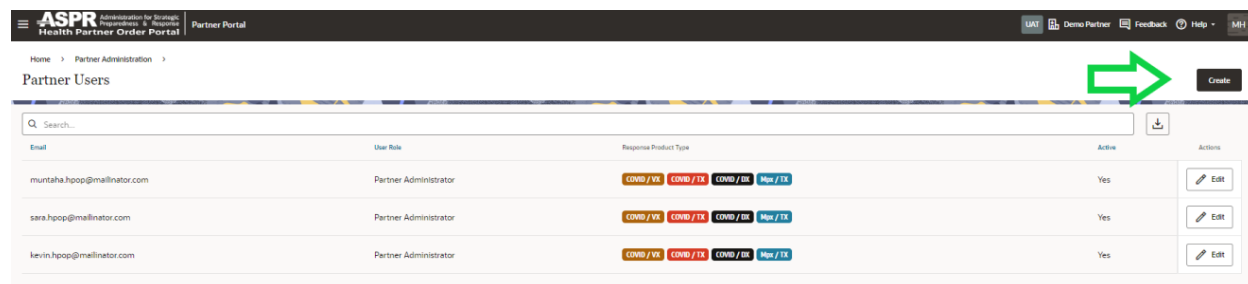 ASPR Administration for Strategic Preparedness & Response
Health Partner Order Portal
Partner Portal
UAT Demo Partner Feedback Help MH
Home > Partner Administration >
Partner Users
Create
Search...
Email User Role Response Product Type Active Actions
muntaha.hpop@mailinator.com Partner Administrator COVID / VX COVID / TX COVID / DX Mpx / TX Yes Edit
sara.hpop@mailinator.com Partner Administrator COVID / VX COVID / TX COVID / DX Mpx / TX Yes Edit
kevin.hpop@mailinator.com Partner Administrator COVID / VX COVID / TX COVID / DX Mpx / TX Yes Edit